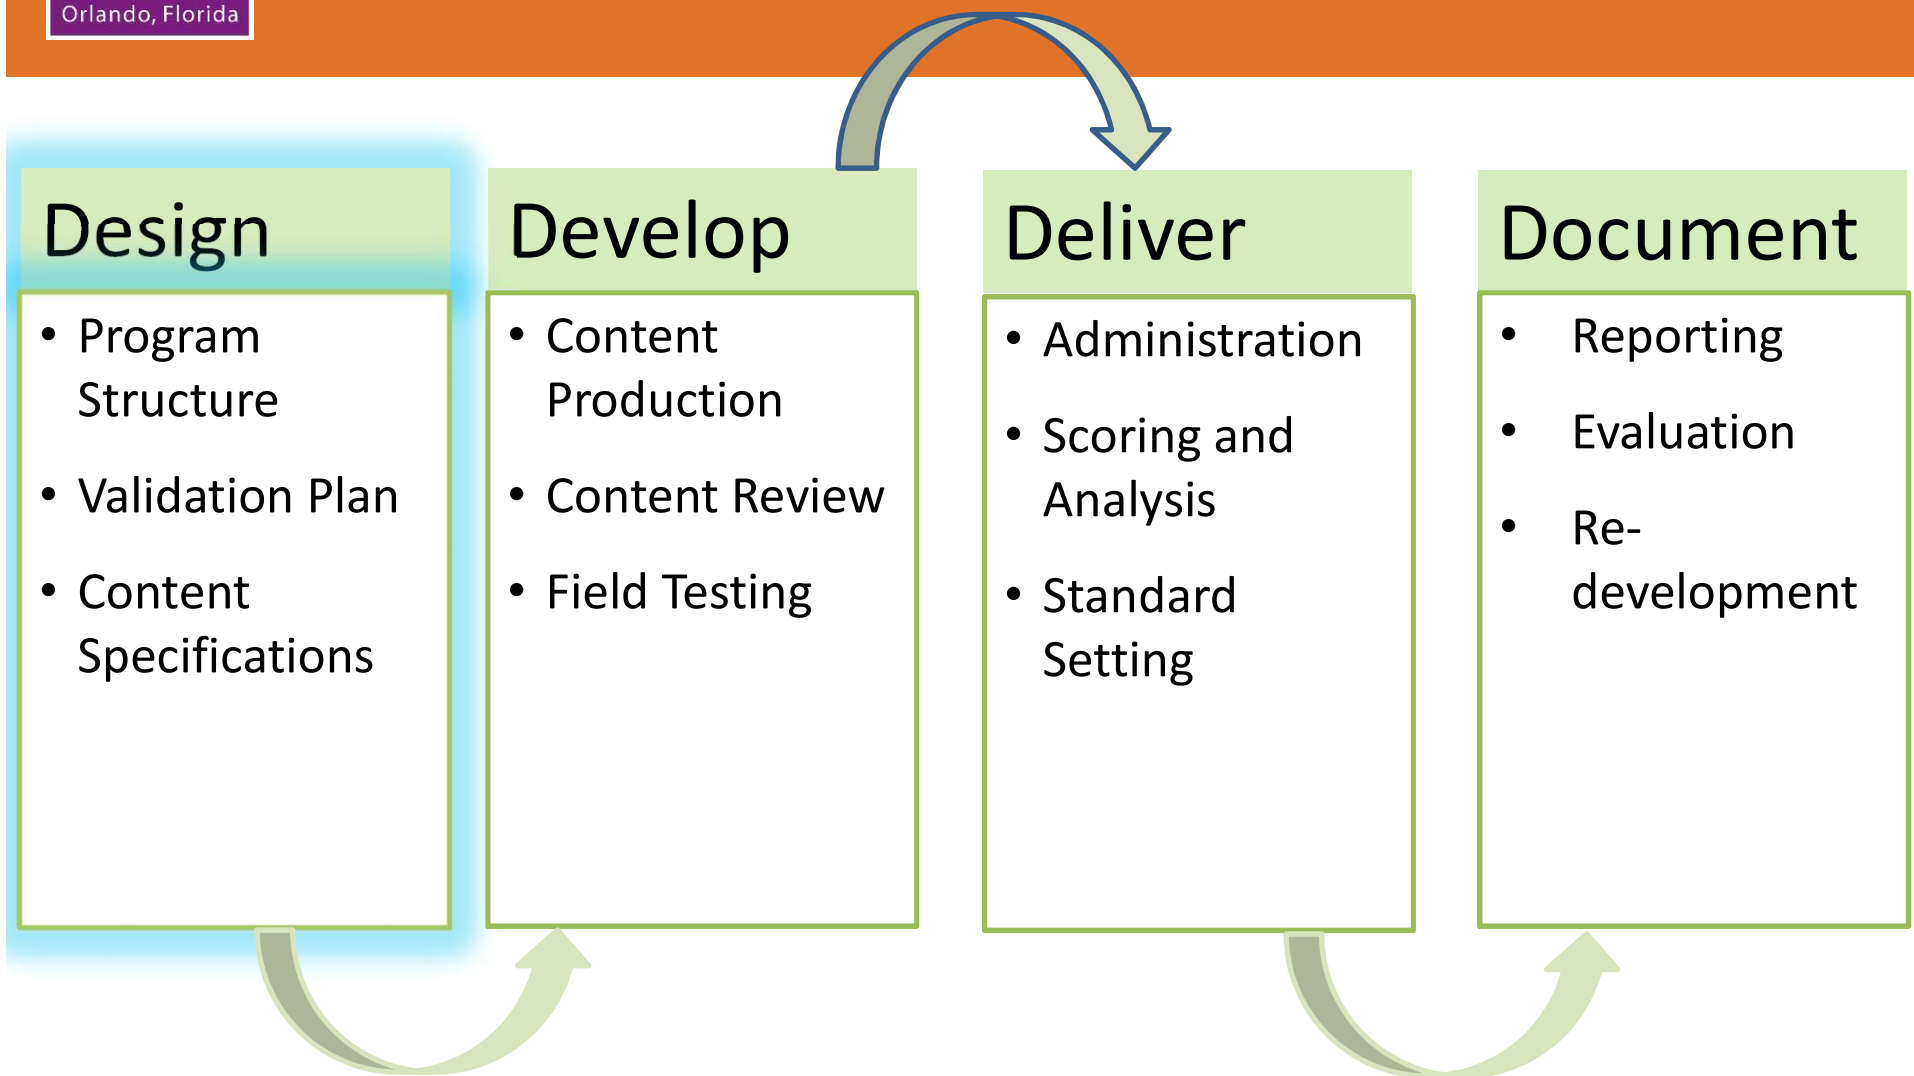 Orlando, Florida
Design
• Program
Structure
• Validation Plan
• Content
Specifications
Develop
• Content
Production
• Content Review
• Field Testing
Deliver
• Administration
• Scoring and
Analysis
• Standard
Setting
Document
• Reporting
• Evaluation
• Re-
development